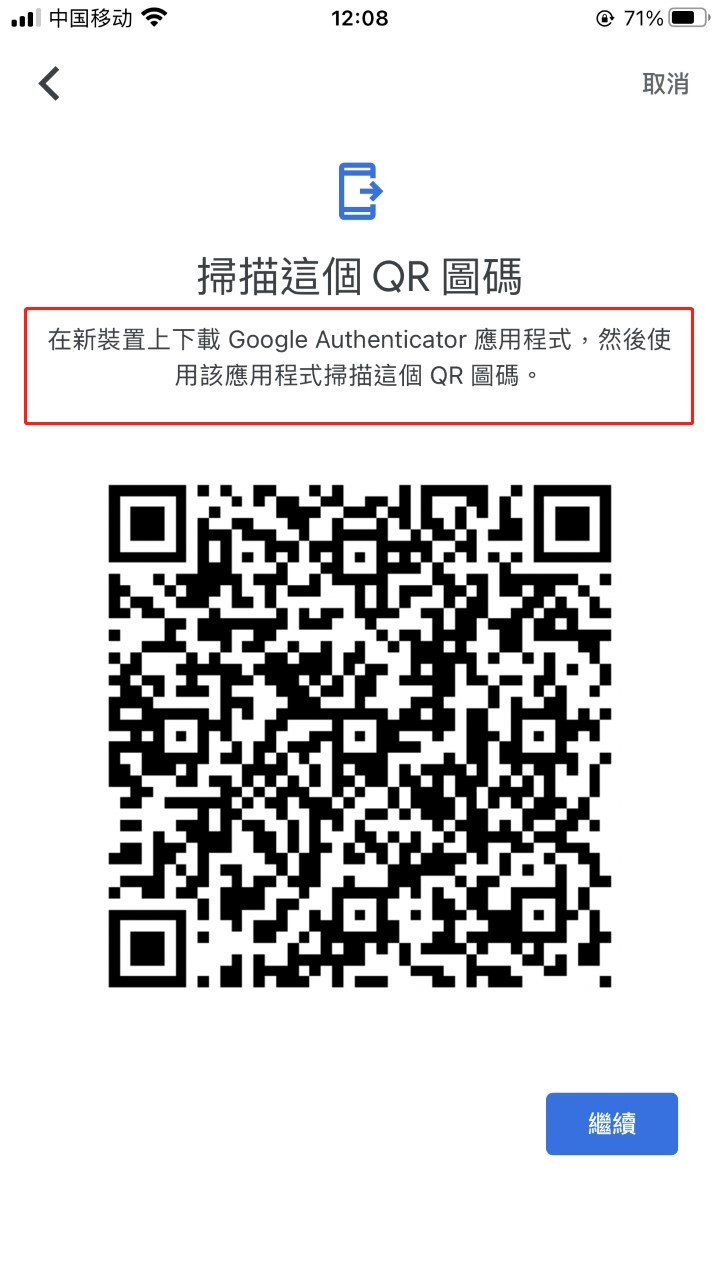 中国移动
12:08
71%
取消
掃描這個 QR 圖碼
在新裝置上下載 Google Authenticator 應用程式，然後使
用該應用程式掃描這個 QR 圖碼。
繼續